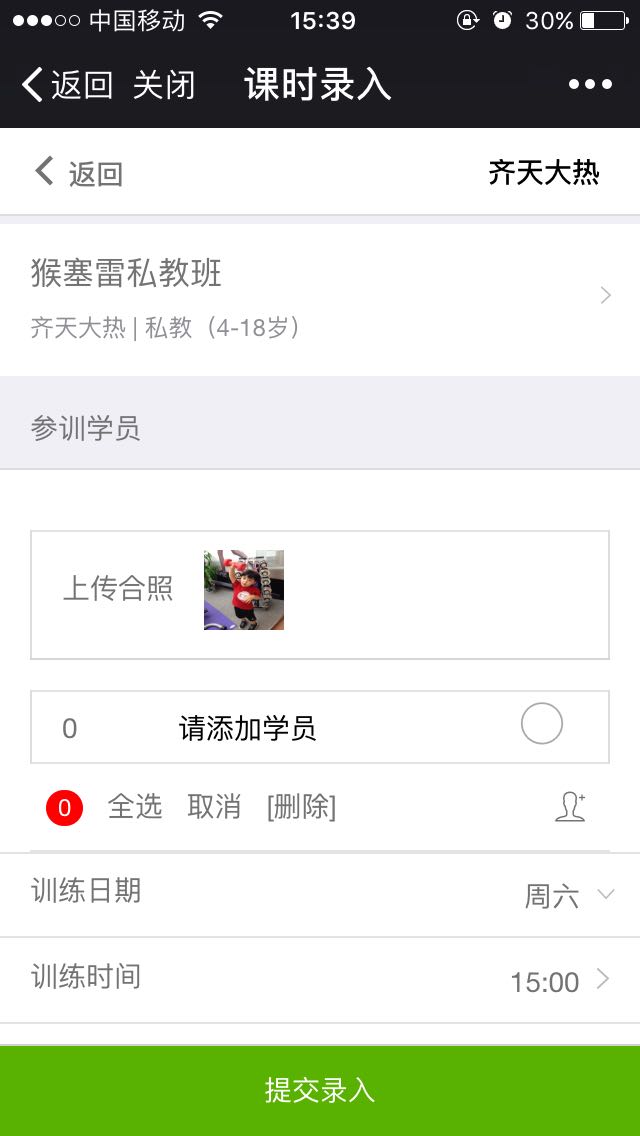 中国移动 15:39 30%
返回 关闭 课时录入
返回 齐天大热
猴塞雷私教班
齐天大热 | 私教（4-18岁）
参训学员
上传合照
0 请添加学员
0 全选 取消 [删除]
训练日期 周六
训练时间 15:00
提交录入